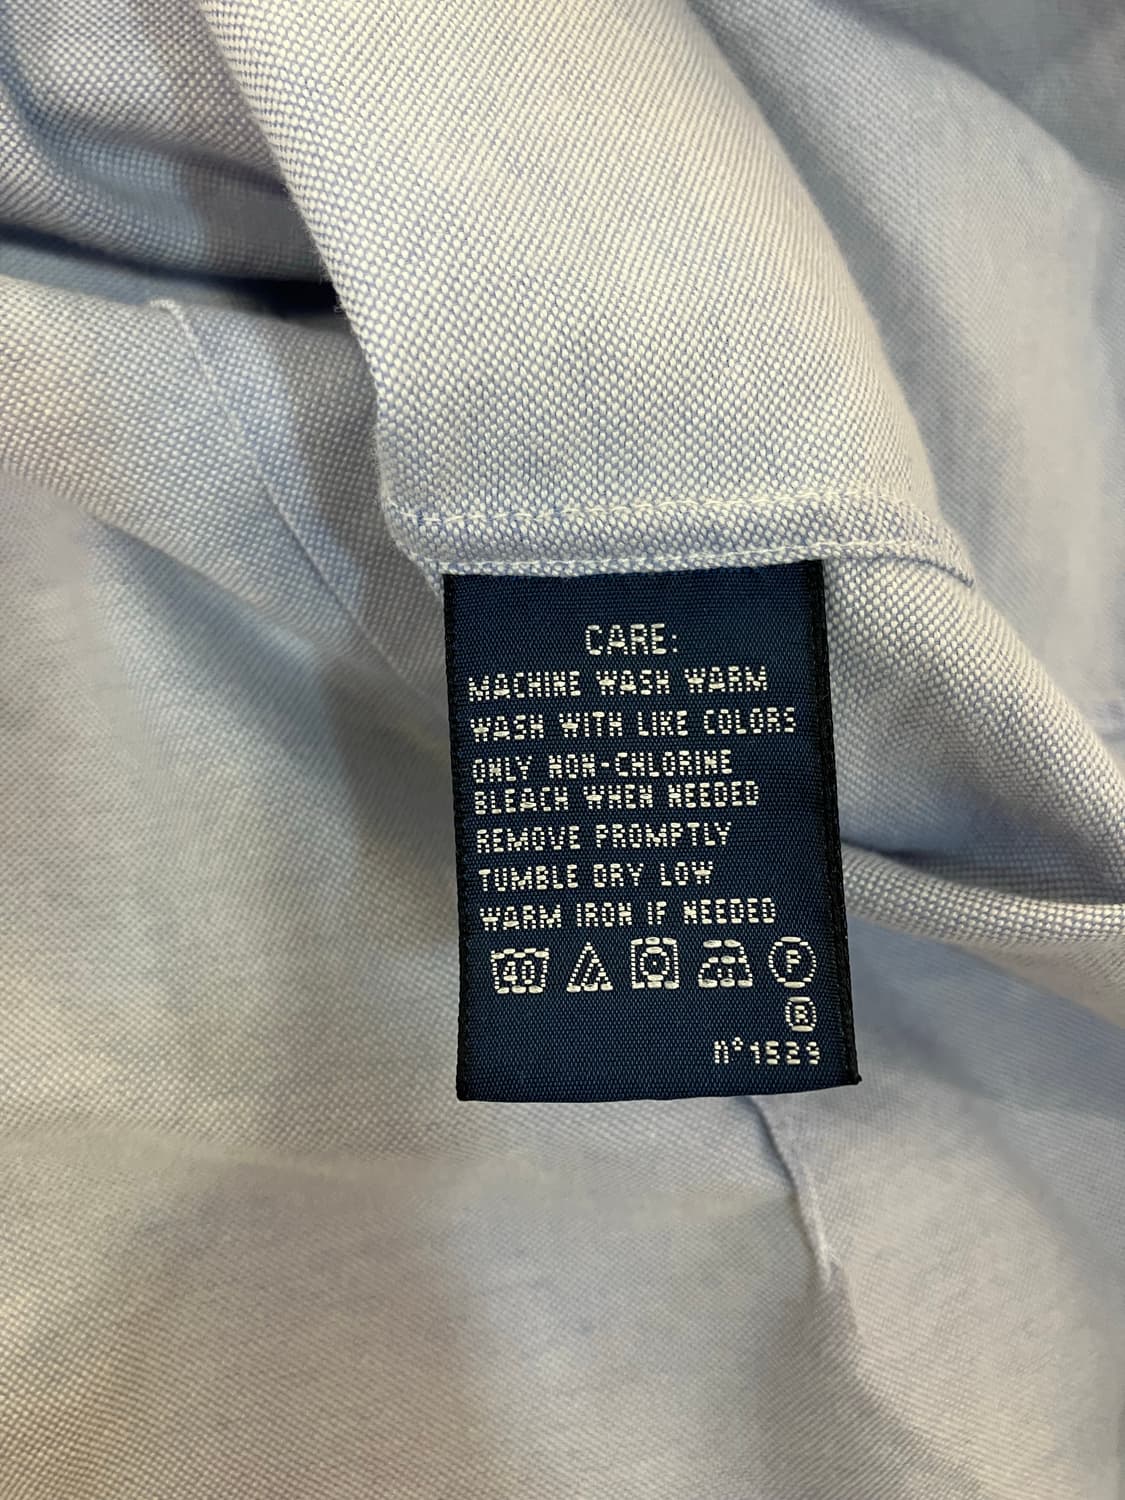 CARE:
MACHINE WASH WARM
WASH WITH LIKE COLORS
ONLY NON-CHLORINE
BLEACH WHEN NEEDED
REMOVE PROMPTLY
TUMBLE DRY LOW
WARM IRON IF NEEDED
40 P
®
n°1529